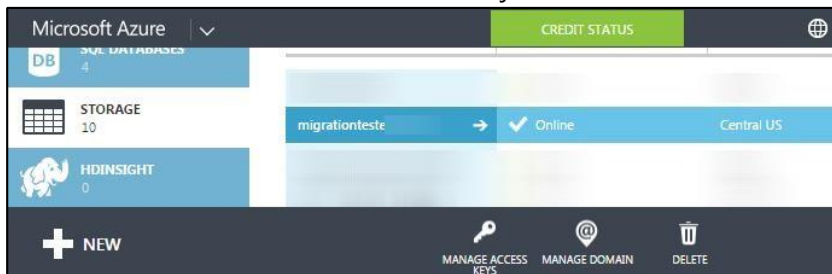 Microsoft Azure
CREDIT STATUS
DB
SQL DATABASES
4
STORAGE
10
migrationteste
Online
Central US
HDINSIGHT
0
NEW
MANAGE ACCESS
KEYS
MANAGE DOMAIN
DELETE